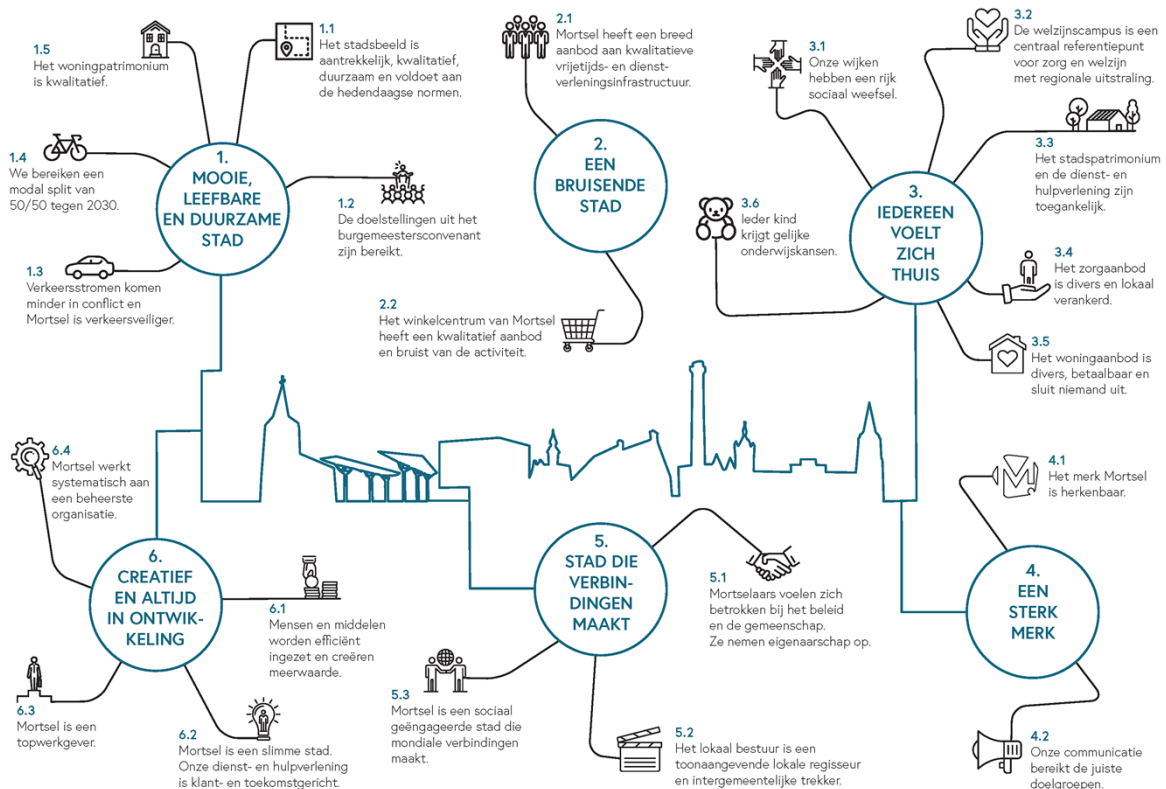 1.
MOOIE,
LEEFBARE
EN DUURZAME
STAD
1.1
Het stadsbeeld is
aantrekkelijk, kwalitatief,
duurzaam en voldoet aan
de hedendaagse normen.
1.2
De doelstellingen uit het
burgemeestersconvenant
zijn bereikt.
1.3
Verkeersstromen komen
minder in conflict en
Mortsel is verkeersveiliger.
1.4
We bereiken een
modal split van
50/50 tegen 2030.
1.5
Het woningpatrimonium
is kwalitatief.
2.
EEN
BRUISENDE
STAD
2.1
Mortsel heeft een breed
aanbod aan kwalitatieve
vrijetijds- en dienst-
verleningsinfrastructuur.
2.2
Het winkelcentrum van Mortsel
heeft een kwalitatief aanbod
en bruist van de activiteit.
3.
IEDEREEN
VOELT
ZICH
THUIS
3.1
Onze wijken
hebben een rijk
sociaal weefsel.
3.2
De welzijnscampus is een
centraal referentiepunt
voor zorg en welzijn
met regionale uitstraling.
3.3
Het stadspatrimonium
en de dienst- en
hulpverlening zijn
toegankelijk.
3.4
Het zorgaanbod
is divers en lokaal
verankerd.
3.5
Het woningaanbod is
divers, betaalbaar en
sluit niemand uit.
3.6
Ieder kind
krijgt gelijke
onderwijskansen.
4.
EEN
STERK
MERK
4.1
M
Het merk Mortsel
is herkenbaar.
4.2
Onze communicatie
bereikt de juiste
doelgroepen.
5.
STAD DIE
VERBIN-
DINGEN
MAAKT
5.1
Mortselaars voelen zich
betrokken bij het beleid
en de gemeenschap.
Ze nemen eigenaarschap op.
5.2
Het lokaal bestuur is een
toonaangevende lokale regisseur
en intergemeentelijke trekker.
5.3
Mortsel is een sociaal
geëngageerde stad die
mondiale verbindingen
maakt.
6.
CREATIEF
EN ALTIJD
IN ONTWIK-
KELING
6.1
Mensen en middelen
worden efficiënt
ingezet en creëren
meerwaarde.
6.2
Mortsel is een slimme stad.
Onze dienst- en hulpverlening
is klant- en toekomstgericht.
6.3
Mortsel is een
topwerkgever.
6.4
Mortsel werkt
systematisch aan
een beheerste
organisatie.